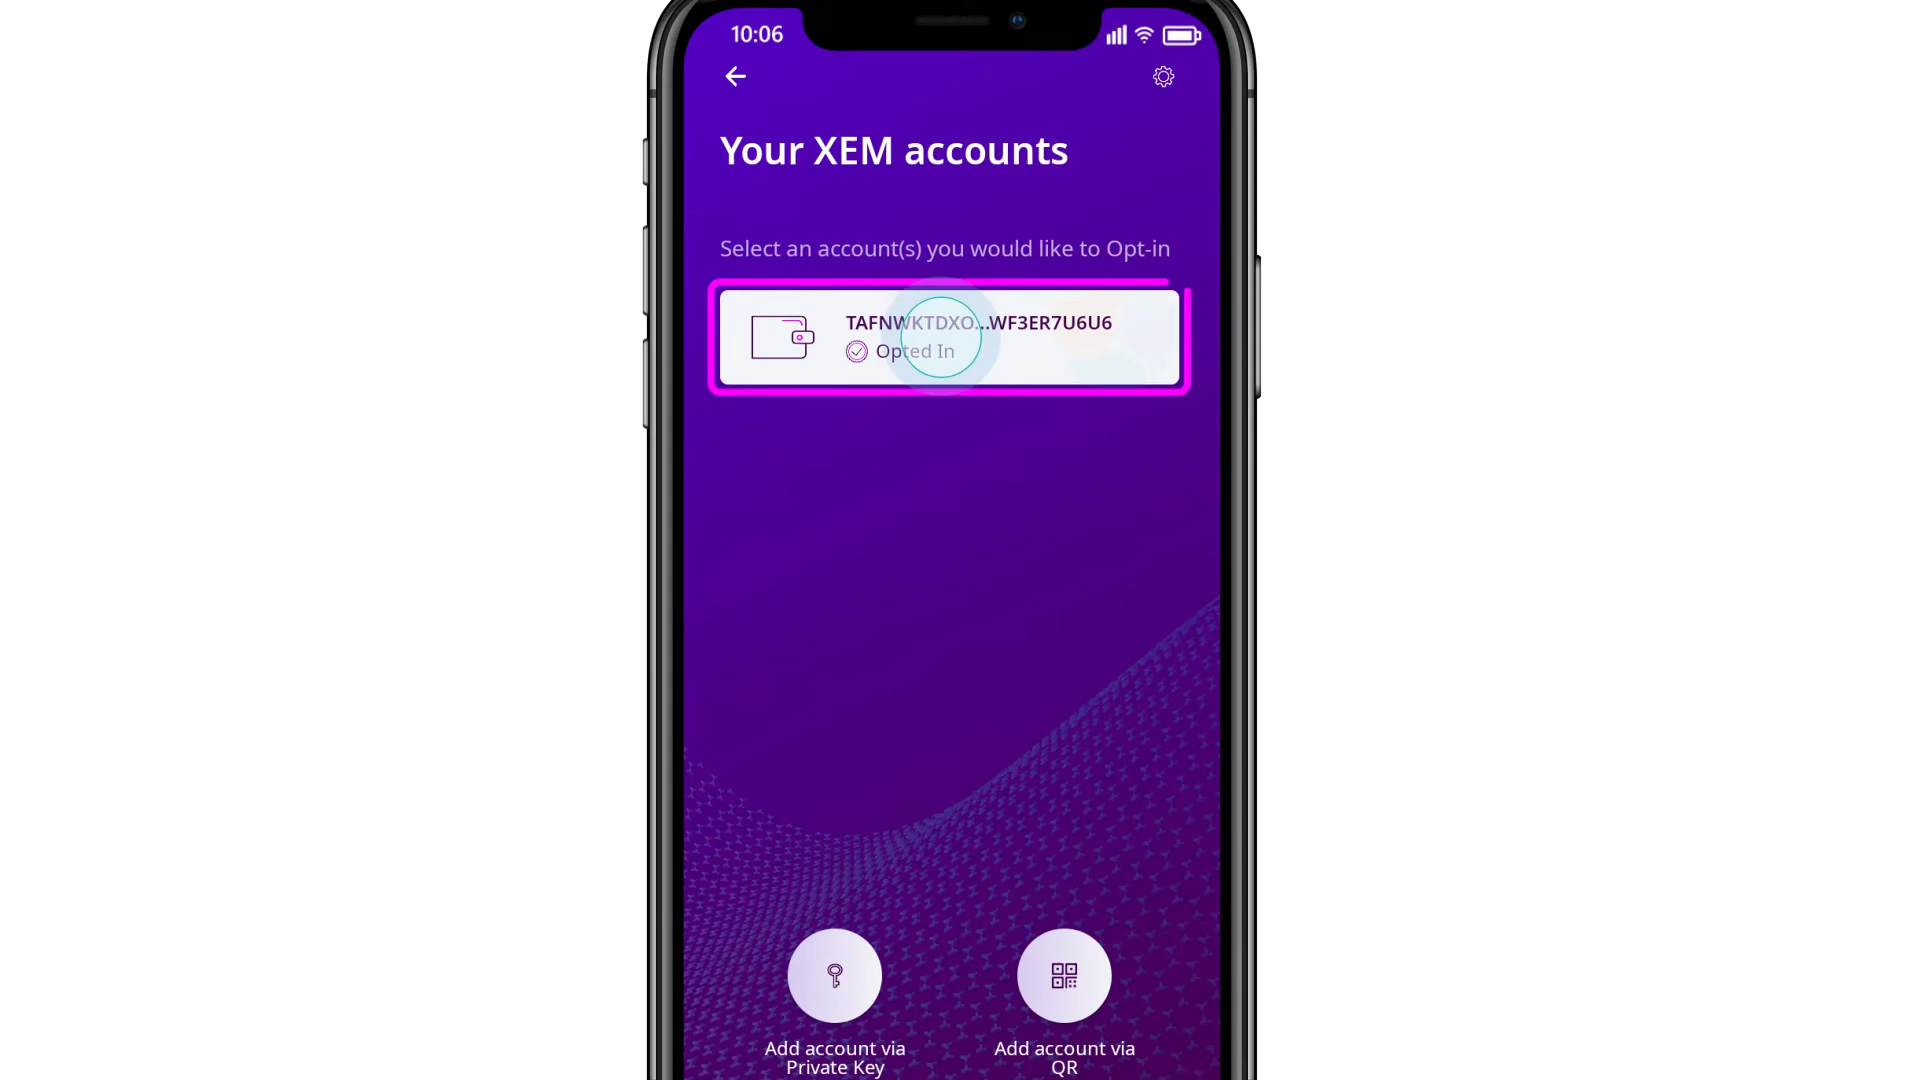 10:06
Your XEM accounts
Select an account(s) you would like to Opt-in
TAFNWKTDXO...WF3ER7U6U6
Opted In
Add account via
Private Key
Add account via
QR